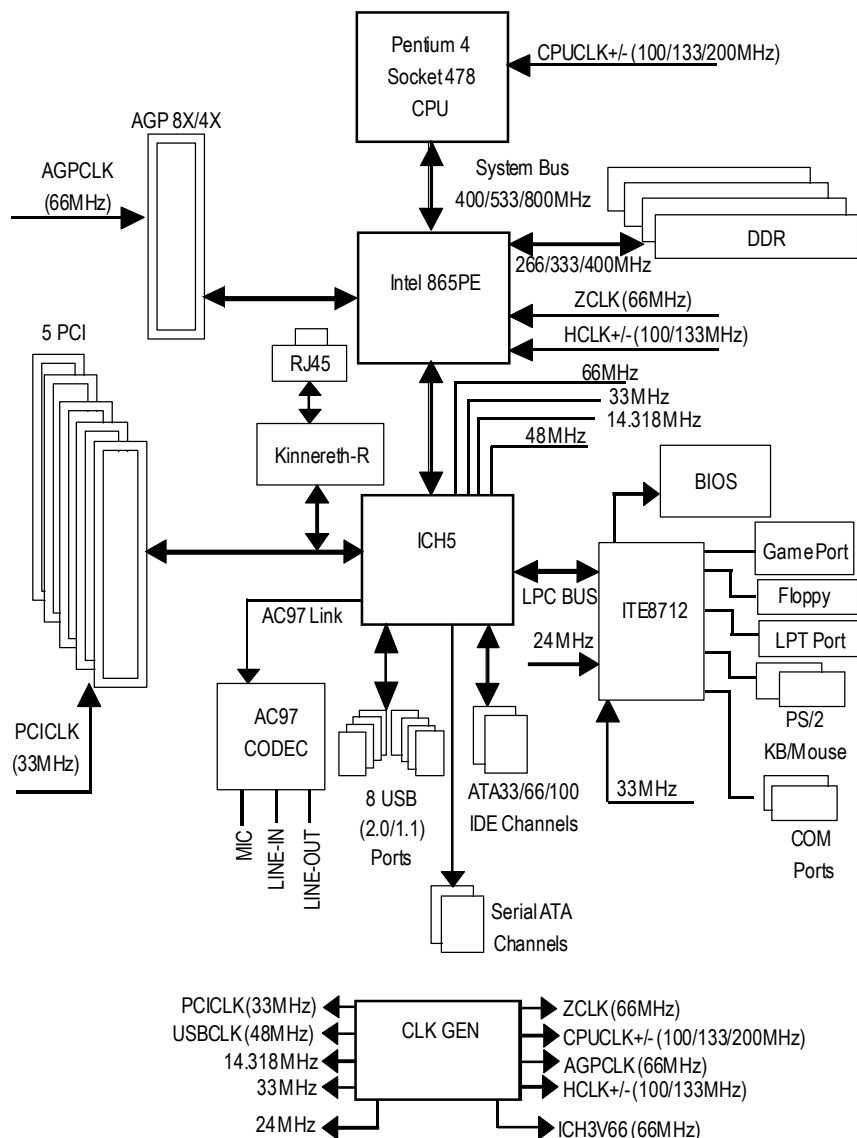 Pentium 4
Socket 478
CPU
CPUCLK+/- (100/133/200MHz)
AGP 8X/4X
AGPCLK
(66MHz)
System Bus
400/533/800MHz
DDR
266/333/400MHz
Intel 865PE
ZCLK (66MHz)
HCLK+/- (100/133MHz)
5 PCI
RJ45
66MHz
33MHz
14.318MHz
48MHz
Kinnereth-R
BIOS
ICH5
Game Port
LPC BUS
Floppy
AC97 Link
ITE8712
LPT Port
24MHz
PCICLK
(33MHz)
AC97
CODEC
PS/2
KB/Mouse
33MHz
8 USB
(2.0/1.1)
Ports
ATA33/66/100
IDE Channels
MIC
LINE-IN
LINE-OUT
COM
Ports
Serial ATA
Channels
CLK GEN
PCICLK (33MHz)
USBCLK (48MHz)
14.318MHz
33MHz
24MHz
ZCLK (66MHz)
CPUCLK+/- (100/133/200MHz)
AGPCLK (66MHz)
HCLK+/- (100/133MHz)
ICH3V66 (66MHz)